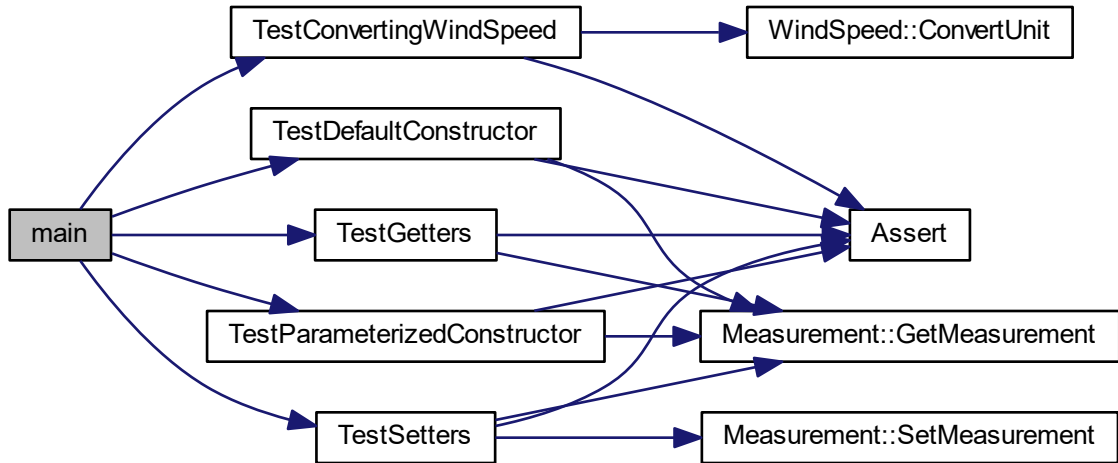 TestConvertingWindSpeed
WindSpeed::ConvertUnit
TestDefaultConstructor
main
TestGetters
Assert
TestParameterizedConstructor
Measurement::GetMeasurement
TestSetters
Measurement::SetMeasurement